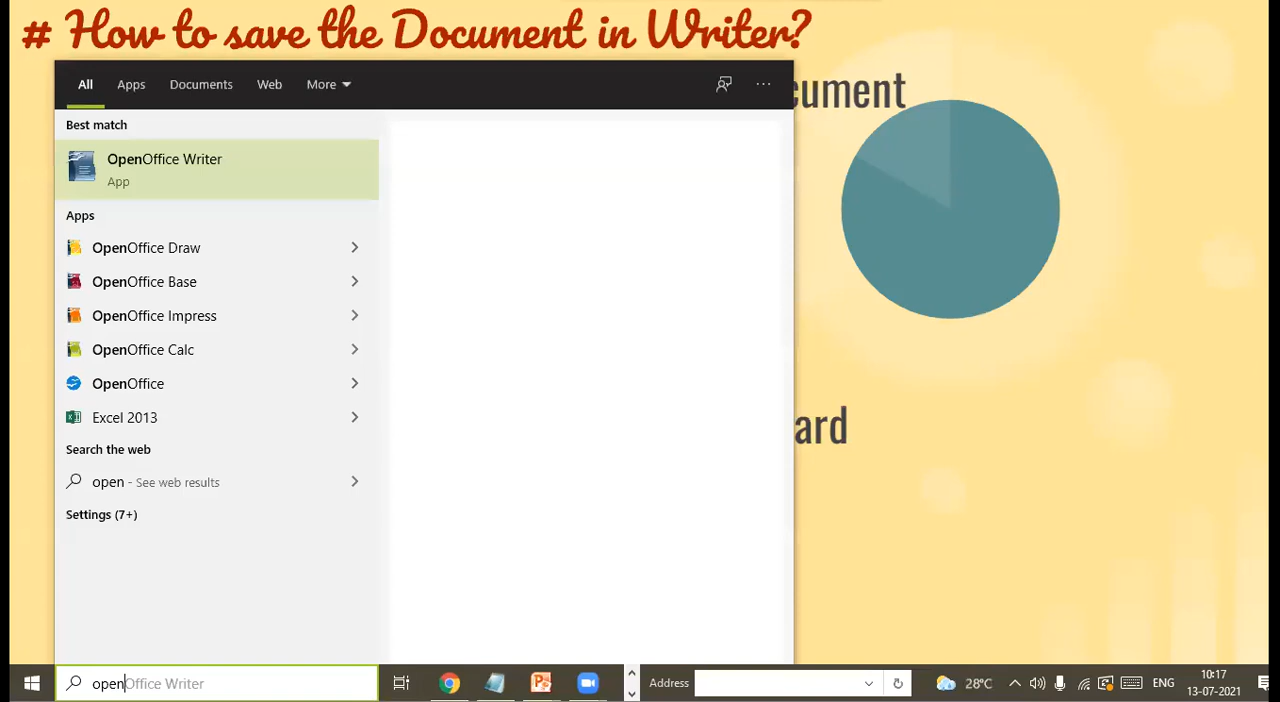 # How to save the Document in Writer?
All Apps Documents Web More ...
cument
Best match
OpenOffice Writer
App
Apps
OpenOffice Draw
OpenOffice Base
OpenOffice Impress
OpenOffice Calc
OpenOffice
Excel 2013
ard
Search the web
open - See web results
Settings (7+)
openOffice Writer
Address
28°C
ENG
10:17
13-07-2021